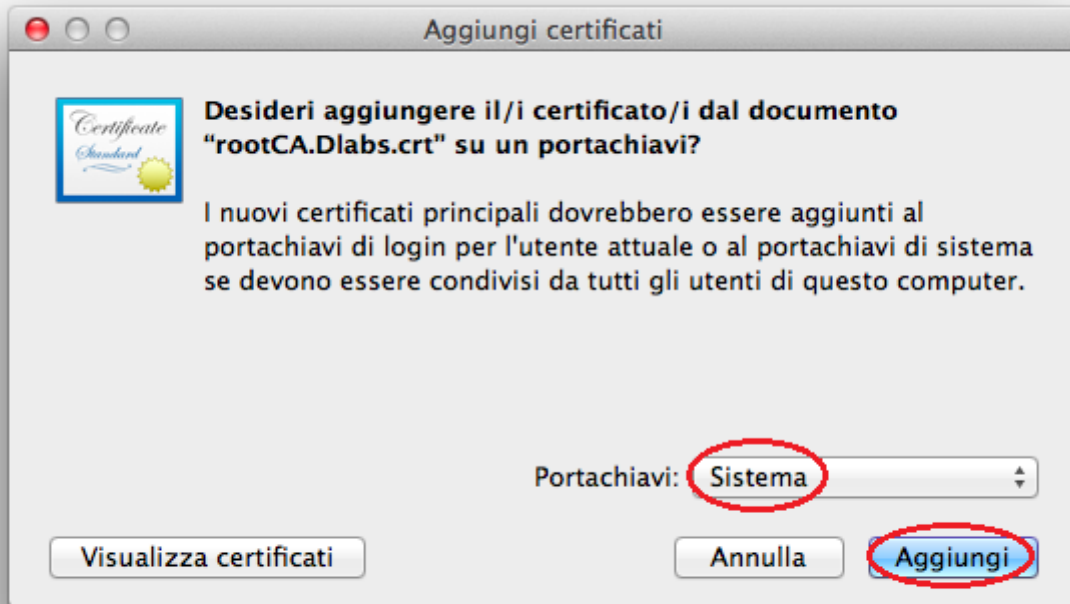 Aggiungi certificati
Certificate
Standard
Desideri aggiungere il/i certificato/i dal documento
“rootCA.Dlabs.crt” su un portachiavi?
I nuovi certificati principali dovrebbero essere aggiunti al
portachiavi di login per l'utente attuale o al portachiavi di sistema
se devono essere condivisi da tutti gli utenti di questo computer.
Portachiavi: Sistema
Visualizza certificati Annulla Aggiungi